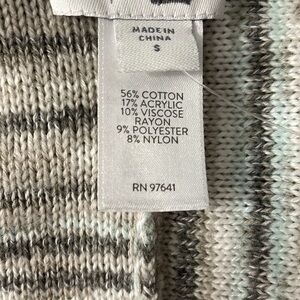 MADE IN
CHINA
S
56% COTTON
17% ACRYLIC
10% VISCOSE
RAYON
9% POLYESTER
8% NYLON
RN 97641